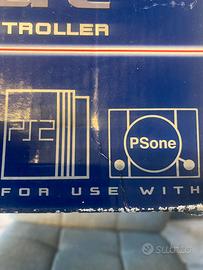 TROLLER
PS2
PSone
FOR USE WITH
SUBITO